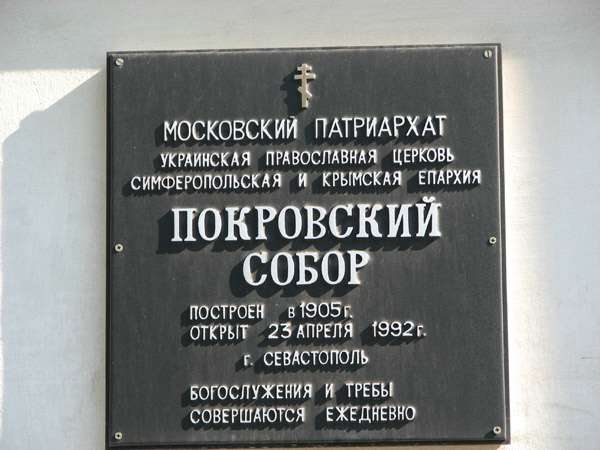 МОСКОВСКИЙ ПАТРИАРХАТ
УКРАИНСКАЯ ПРАВОСЛАВНАЯ ЦЕРКОВЬ
СИМФЕРОПОЛЬСКАЯ И КРЫМСКАЯ ЕПАРХИЯ
ПОКРОВСКИЙ
СОБОР
ПОСТРОЕН в 1905 г.
ОТКРЫТ 23 АПРЕЛЯ 1992 г.
г. СЕВАСТОПОЛЬ
БОГОСЛУЖЕНИЯ И ТРЕБЫ
СОВЕРШАЮТСЯ ЕЖЕДНЕВНО